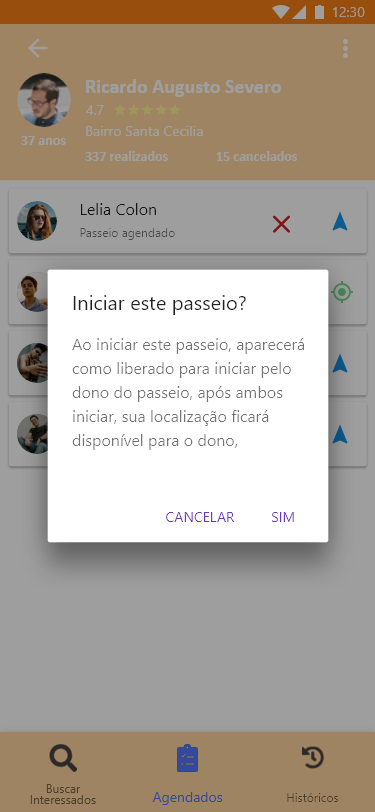 12:30
Ricardo Augusto Severo
4.7
Bairro Santa Cecilia
37 anos
337 realizados 15 cancelados
Lelia Colon
Passeio agendado
Iniciar este passeio?
Ao iniciar este passeio, aparecerá
como liberado para iniciar pelo
dono do passeio, após ambos
iniciar, sua localização ficará
disponível para o dono,
CANCELAR SIM
Buscar
Interessados
Agendados
Históricos